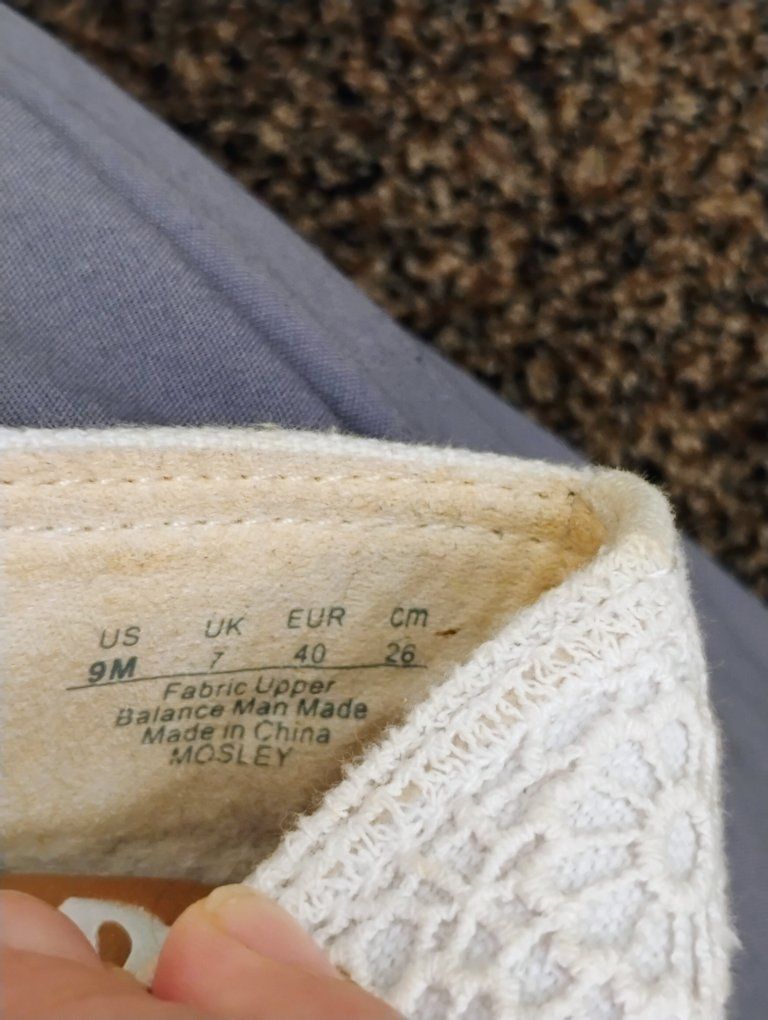 US UK EUR cm
9M 7 40 26
Fabric Upper
Balance Man Made
Made in China
MOSLEY